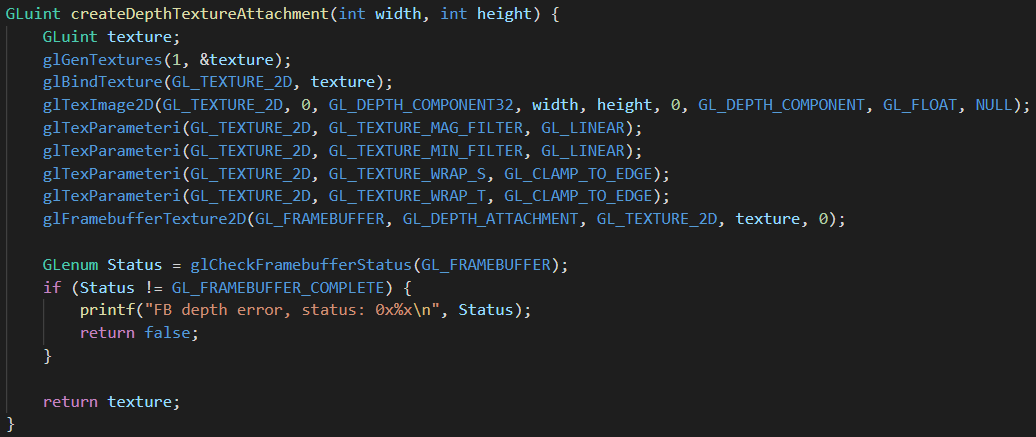 GLuint createDepthTextureAttachment(int width, int height) {
    GLuint texture;
    glGenTextures(1, &texture);
    glBindTexture(GL_TEXTURE_2D, texture);
    glTexImage2D(GL_TEXTURE_2D, 0, GL_DEPTH_COMPONENT32, width, height, 0, GL_DEPTH_COMPONENT, GL_FLOAT, NULL);
    glTexParameteri(GL_TEXTURE_2D, GL_TEXTURE_MAG_FILTER, GL_LINEAR);
    glTexParameteri(GL_TEXTURE_2D, GL_TEXTURE_MIN_FILTER, GL_LINEAR);
    glTexParameteri(GL_TEXTURE_2D, GL_TEXTURE_WRAP_S, GL_CLAMP_TO_EDGE);
    glTexParameteri(GL_TEXTURE_2D, GL_TEXTURE_WRAP_T, GL_CLAMP_TO_EDGE);
    glFramebufferTexture2D(GL_FRAMEBUFFER, GL_DEPTH_ATTACHMENT, GL_TEXTURE_2D, texture, 0);

    GLenum Status = glCheckFramebufferStatus(GL_FRAMEBUFFER);
    if (Status != GL_FRAMEBUFFER_COMPLETE) {
        printf("FB depth error, status: 0x%x\n", Status);
        return false;
    }

    return texture;
}